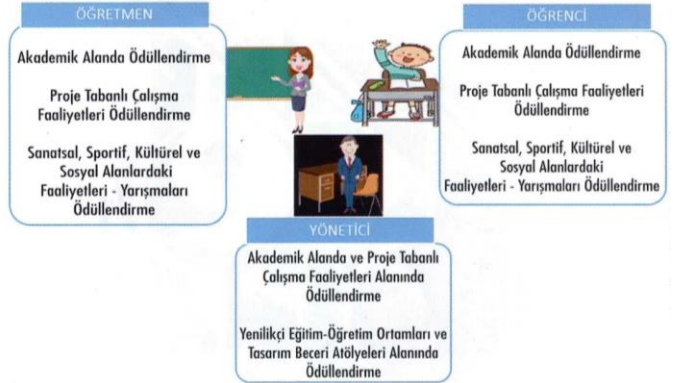 ÖĞRETMEN
Akademik Alanda Ödüllendirme
Proje Tabanlı Çalışma
Faaliyetleri Ödüllendirme
Sanatsal, Sportif, Kültürel ve
Sosyal Alanlardaki
Faaliyetleri - Yarışmaları
Ödüllendirme
ÖĞRENCİ
Akademik Alanda Ödüllendirme
Proje Tabanlı Çalışma Faaliyetleri
Ödüllendirme
Sanatsal, Sportif, Kültürel ve
Sosyal Alanlardaki
Faaliyetleri - Yarışmaları Ödüllendirme
YÖNETİCİ
Akademik Alanda ve Proje Tabanlı
Çalışma Faaliyetleri Alanında
Ödüllendirme
Yenilikçi Eğitim-Öğretim Ortamları ve
Tasarım Beceri Atölyeleri Alanında
Ödüllendirme